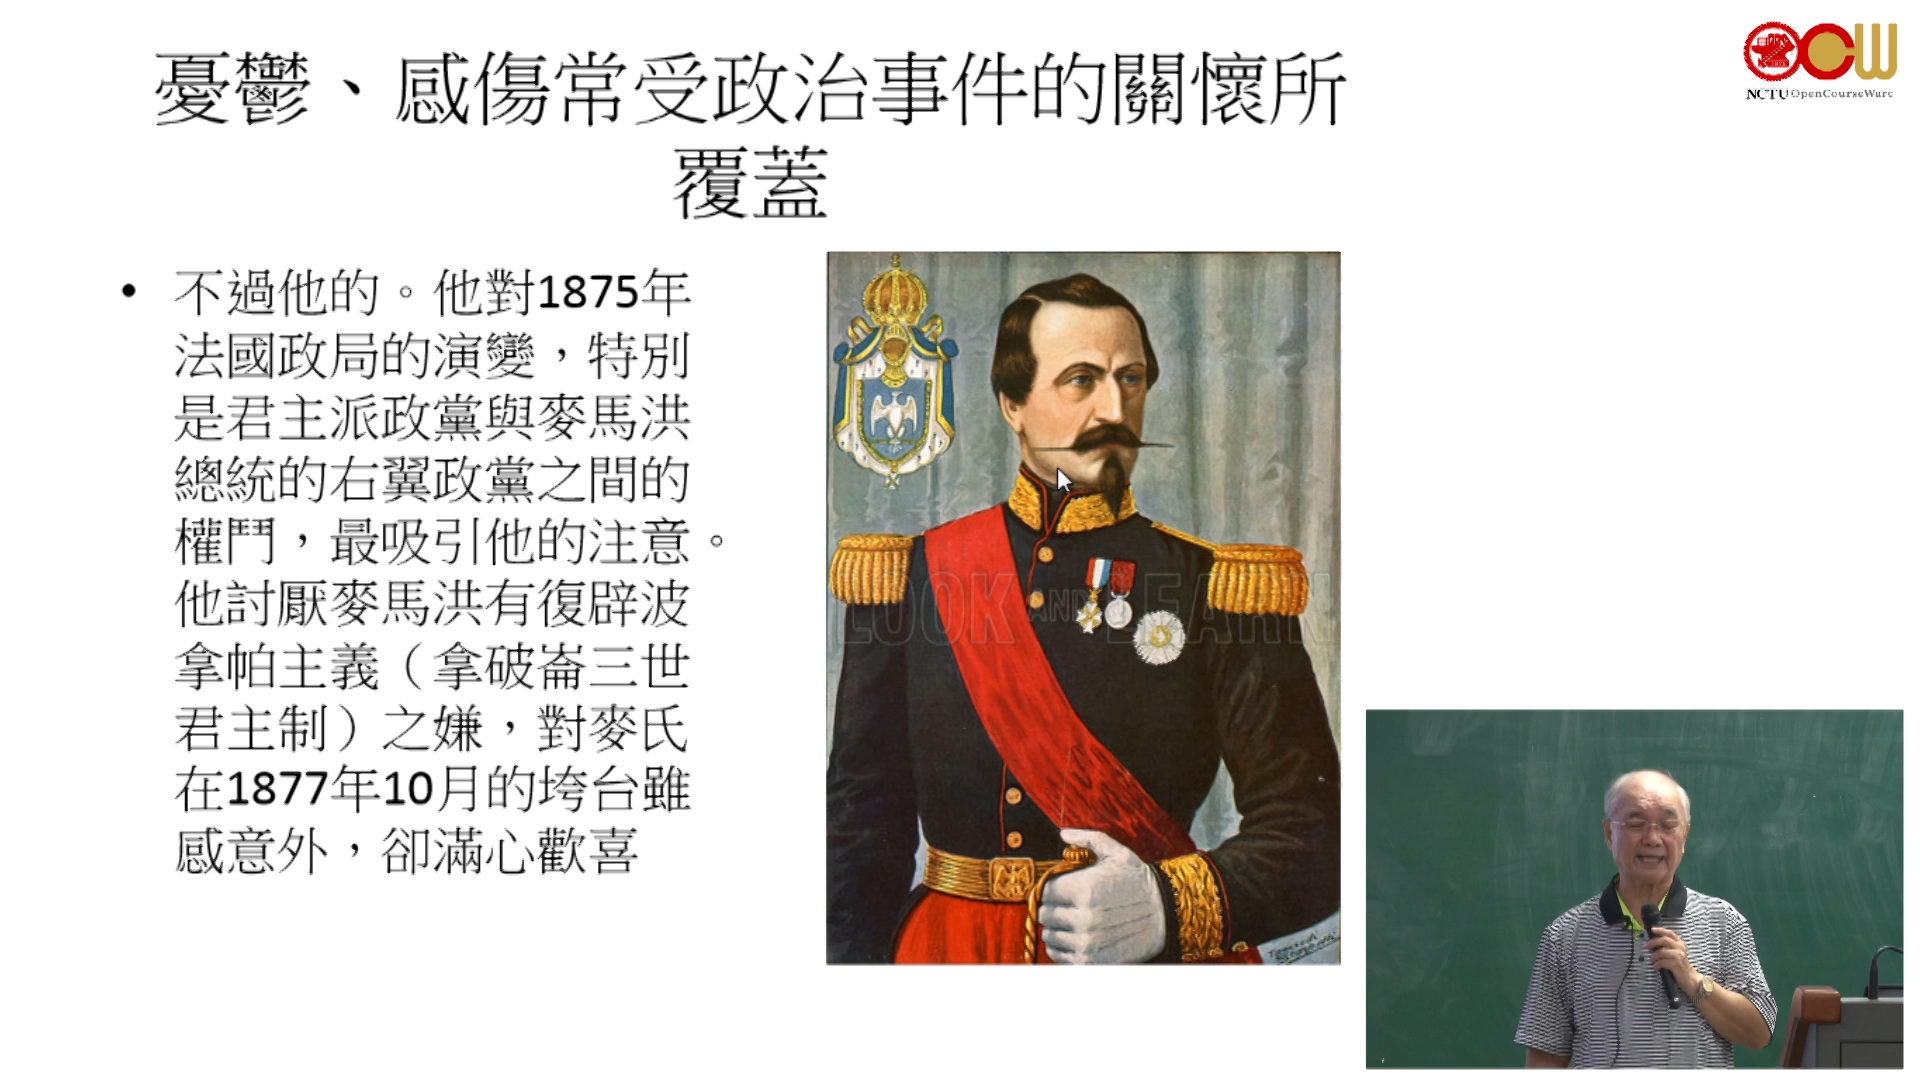 憂鬱、感傷常受政治事件的關懷所
覆蓋
NCTU OpenCourseWare
• 不過他的。他對1875年
法國政局的演變，特別
是君主派政黨與麥馬洪
總統的右翼政黨之間的
權鬥，最吸引他的注意。
他討厭麥馬洪有復辟波
拿帕主義（拿破崙三世
君主制）之嫌，對麥氏
在1877年10月的垮台雖
感意外，卻滿心歡喜
LOOK AND LEARN